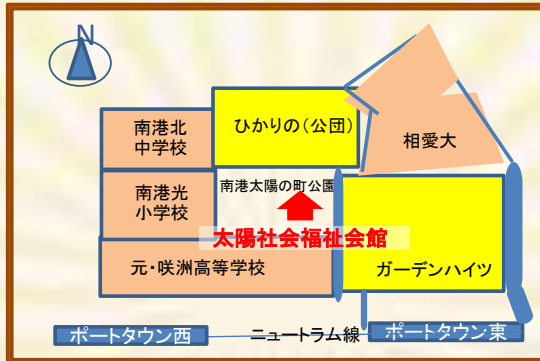 N
南港北
中学校
ひかりの(公団)
相愛大
南港光
小学校
南港太陽の町公園
太陽社会福祉会館
元・咲洲高等学校
ガーデンハイツ
ポートタウン西
ニュートラム線
ポートタウン東